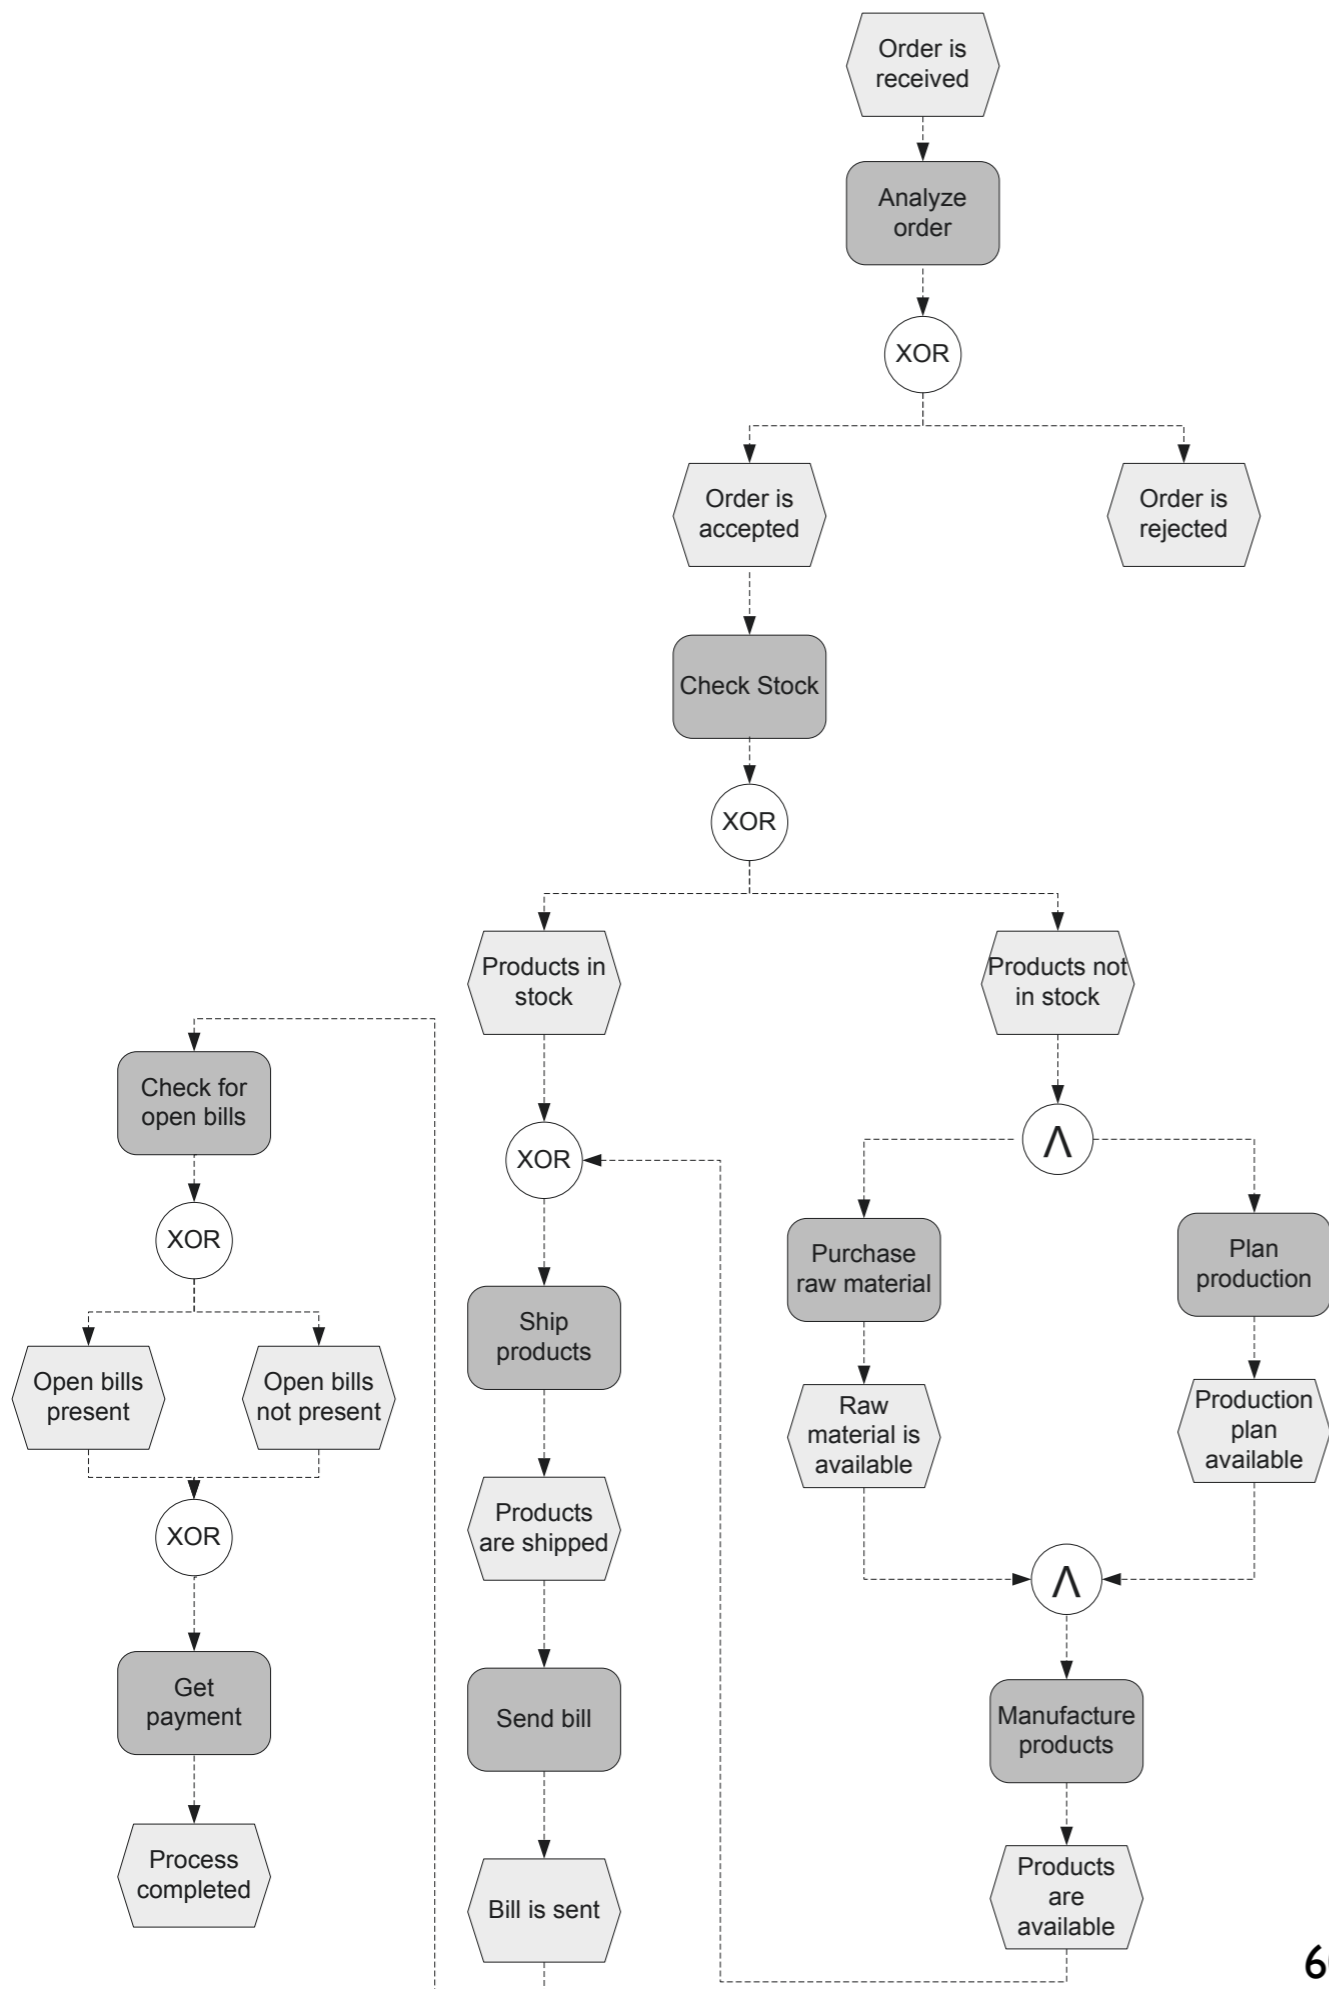 Order is
received
Analyze
order
XOR
Order is
accepted
Order is
rejected
Check Stock
XOR
Products in
stock
Products not
in stock
Check for
open bills
XOR
Open bills
present
Open bills
not present
XOR
Get
payment
Process
completed
XOR
Ship
products
Products
are shipped
Send bill
Bill is sent
Λ
Purchase
raw material
Plan
production
Raw
material is
available
Production
plan
available
Λ
Manufacture
products
Products
are
available